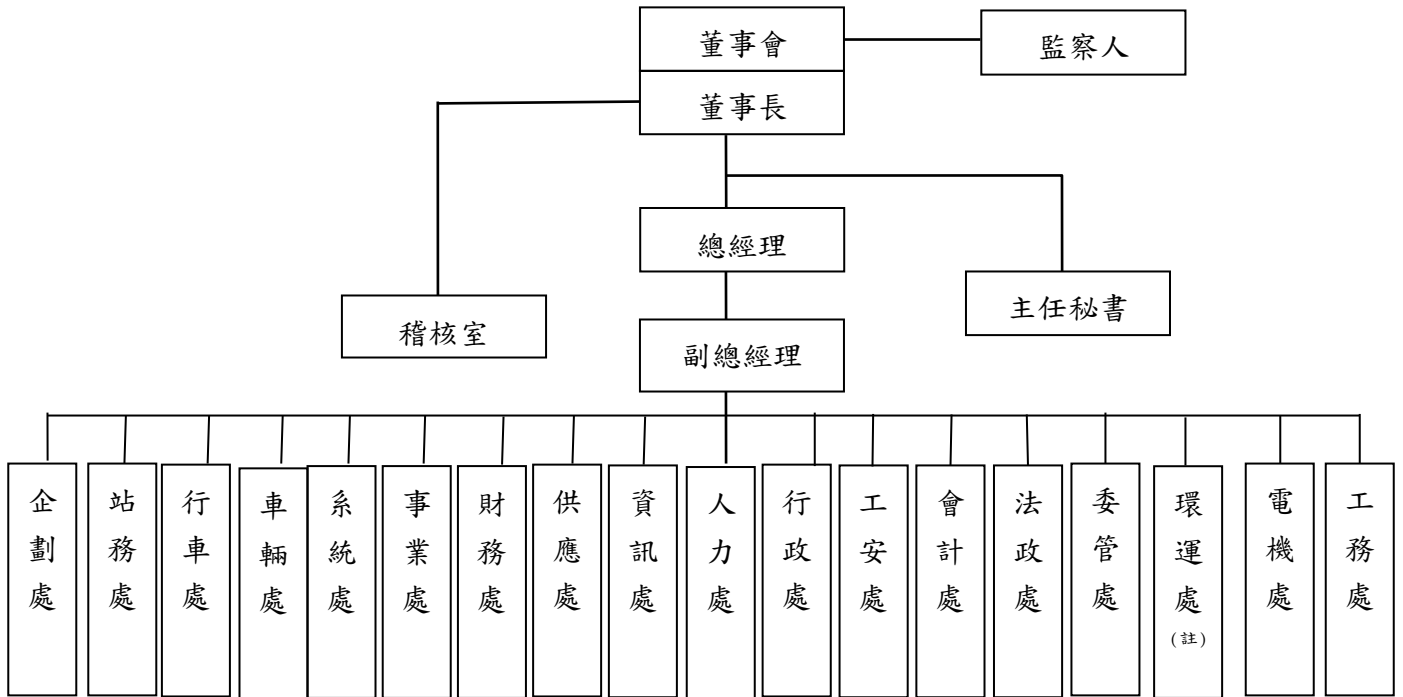 董事會
監察人
董事長
總經理
主任秘書
稽核室
副總經理
企劃處
站務處
行車處
車輛處
系統處
事業處
財務處
供應處
資訊處
人力處
行政處
工安處
會計處
法政處
委管處
環運處
(註)
電機處
工務處